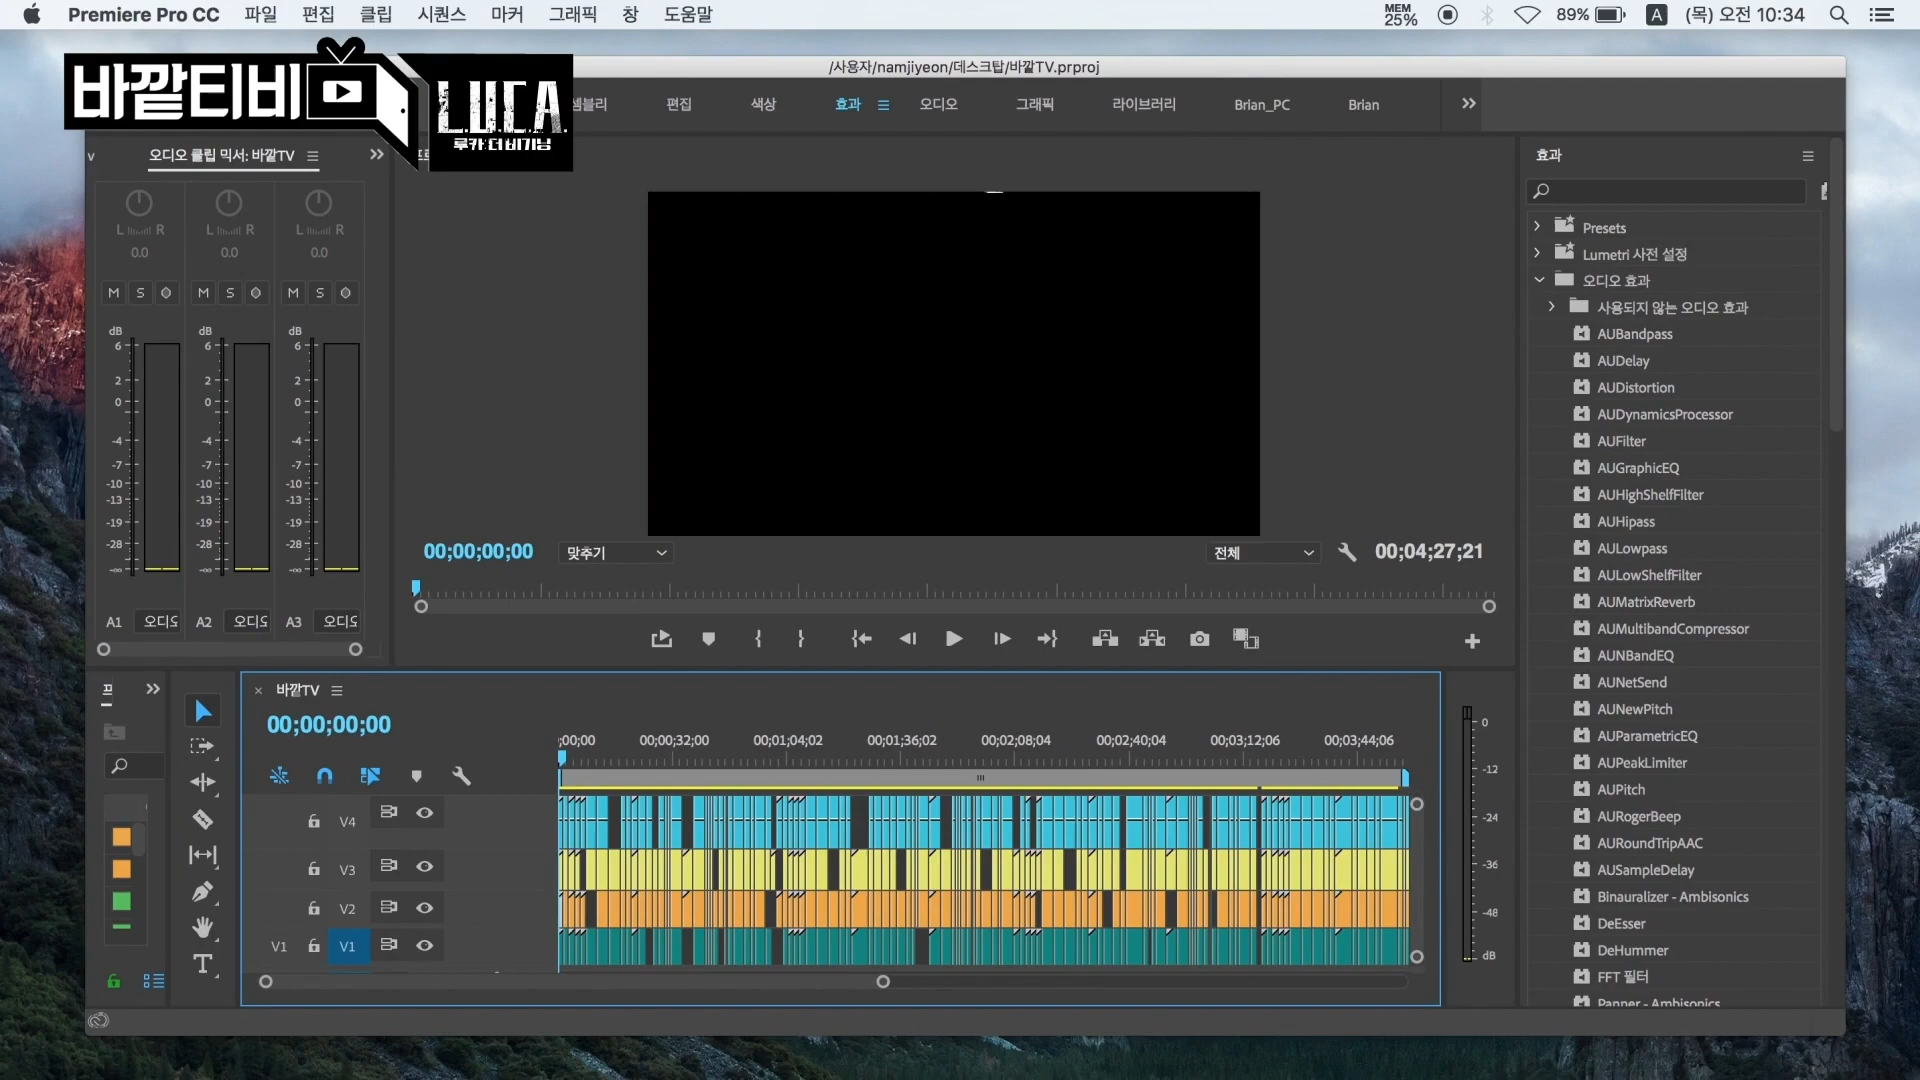 Premiere Pro CC 파일 편집 클립 시퀀스 마커 그래픽 창 도움말 MEM 25% 89% A (목) 오전 10:34
바깥티비
LUCA
루카:더 비기닝
/사용자/namjiyeon/데스크탑/바깥TV.prproj
셈블리 편집 색상 효과 오디오 그래픽 라이브러리 Brian_PC Brian
오디오 클립 믹서: 바깥TV
L R L R L R
0.0 0.0 0.0
M S M S M S
dB dB dB
6 6 6
2 2 2
0 0 0
-4 -4 -4
-7 -7 -7
-10 -10 -10
-13 -13 -13
-19 -19 -19
-28 -28 -28
-∞ -∞ -∞
A1 오디오 A2 오디오 A3 오디오
00;00;00;00 맞추기 전체 00;04;27;21
효과
Presets
Lumetri 사전 설정
오디오 효과
사용되지 않는 오디오 효과
AUBandpass
AUDelay
AUDistortion
AUDynamicsProcessor
AUFilter
AUGraphicEQ
AUHighShelfFilter
AUHipass
AULowpass
AULowShelfFilter
AUMatrixReverb
AUMultibandCompressor
AUNBandEQ
AUNetSend
AUNewPitch
AUParametricEQ
AUPeakLimiter
AUPitch
AURogerBeep
AURoundTripAAC
AUSampleDelay
Binauralizer - Ambisonics
DeEsser
DeHummer
FFT 필터
Panner - Ambisonics
프
바깥TV
00;00;00;00
;00;00 00;00;32;00 00;01;04;02 00;01;36;02 00;02;08;04 00;02;40;04 00;03;12;06 00;03;44;06
V4
V3
V2
V1 V1
T
0
-12
-24
-36
-48
dB